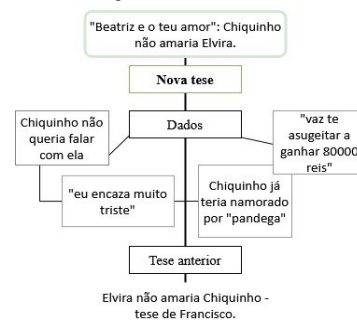 "Beatriz e o teu amor": Chiquinho
não amaria Elvira.
Nova tese
Dados
Chiquinho não
queria falar
com ela
"vaz te
asugeitar a
ganhar 80000
reis"
"eu encaza muito
triste"
Chiquinho já
teria namorado
por "pandega"
Tese anterior
Elvira não amaria Chiquinho -
tese de Francisco.